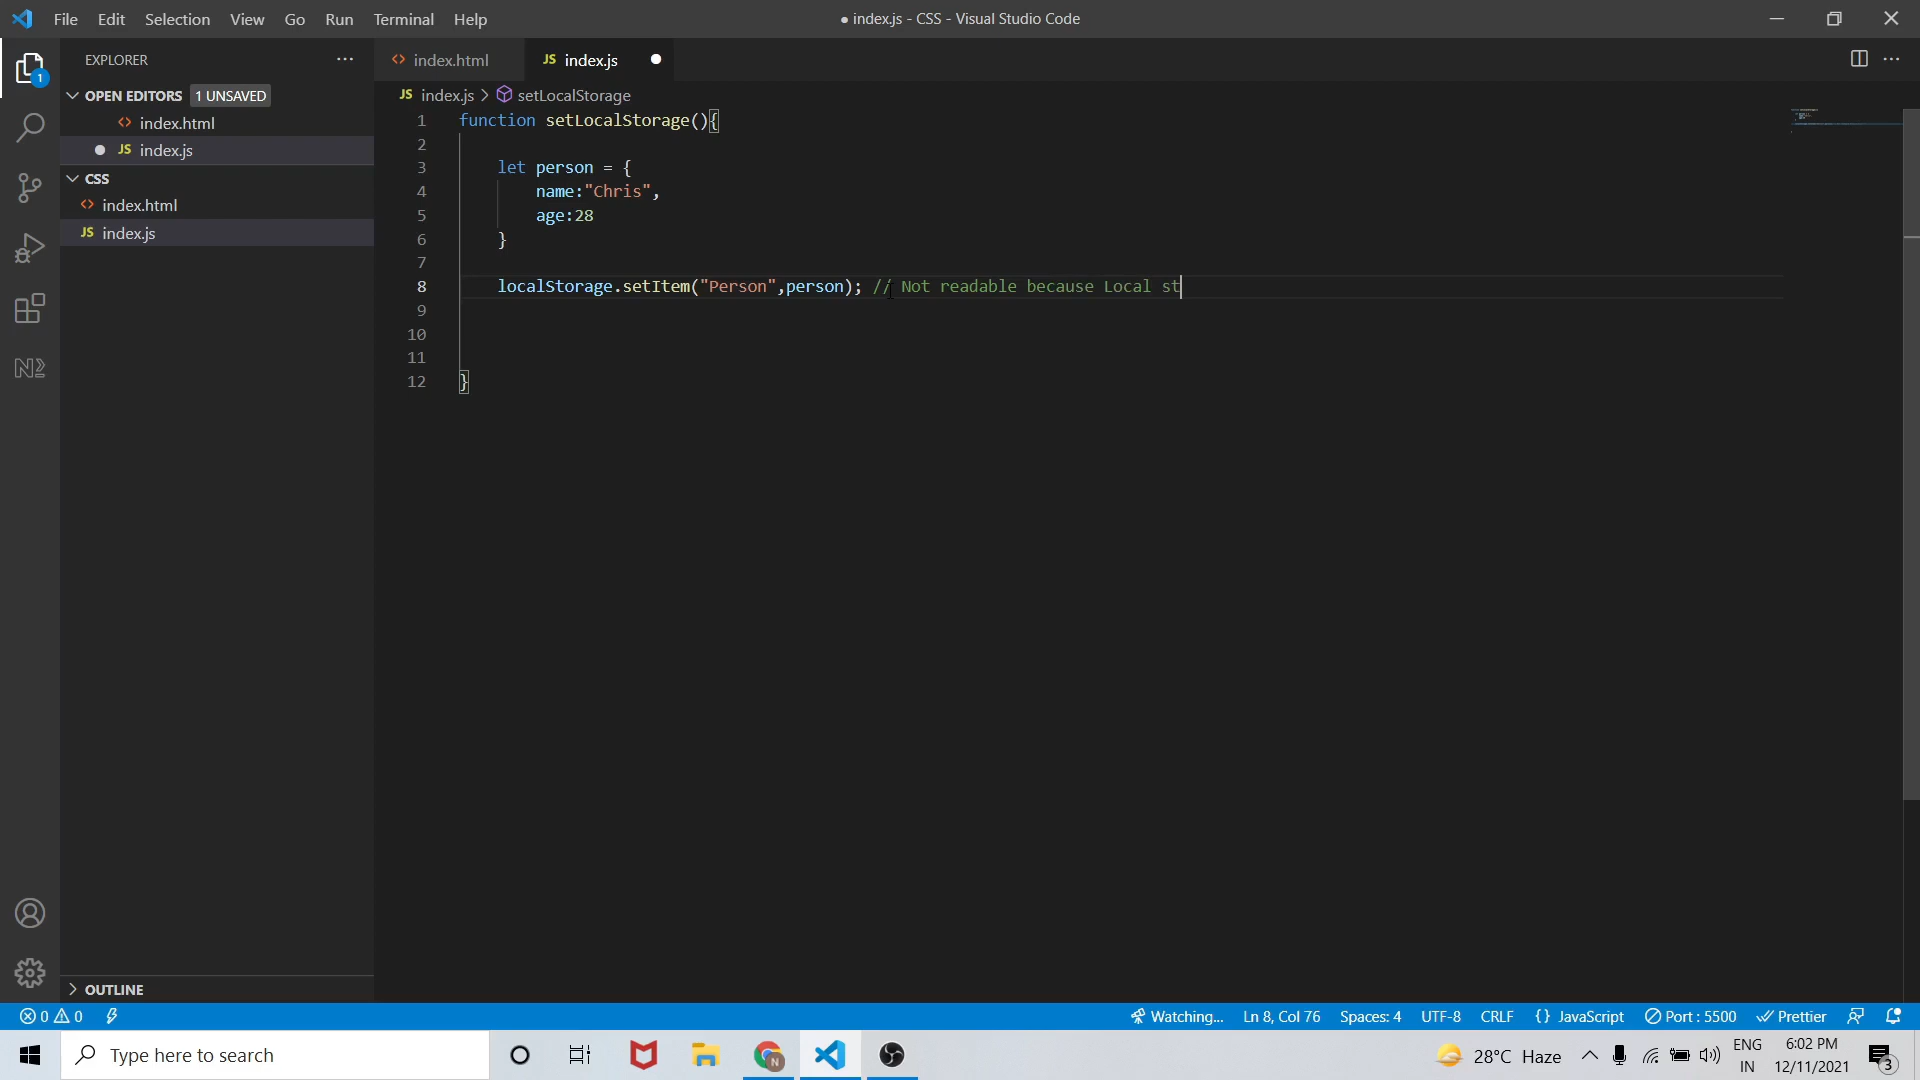 File Edit Selection View Go Run Terminal Help
● index.js - CSS - Visual Studio Code
EXPLORER
1
OPEN EDITORS 1 UNSAVED
index.html
JS index.js
CSS
index.html
JS index.js
OUTLINE
index.html
JS index.js
JS index.js > setLocalStorage
1 function setLocalStorage(){
2
3 let person = {
4 name:"Chris",
5 age:28
6 }
7
8 localStorage.setItem("Person",person); // Not readable because Local st
9
10
11
12 }
0 0
Watching... Ln 8, Col 76 Spaces: 4 UTF-8 CRLF {} JavaScript Port : 5500 Prettier
Type here to search
N
28°C Haze
ENG
IN
6:02 PM
12/11/2021
3